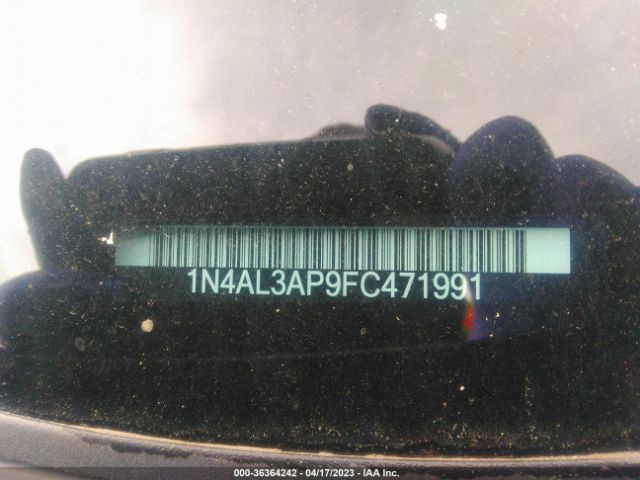 1N4AL3AP9FC471991
000-36364242 - 04/17/2023 - IAA Inc.